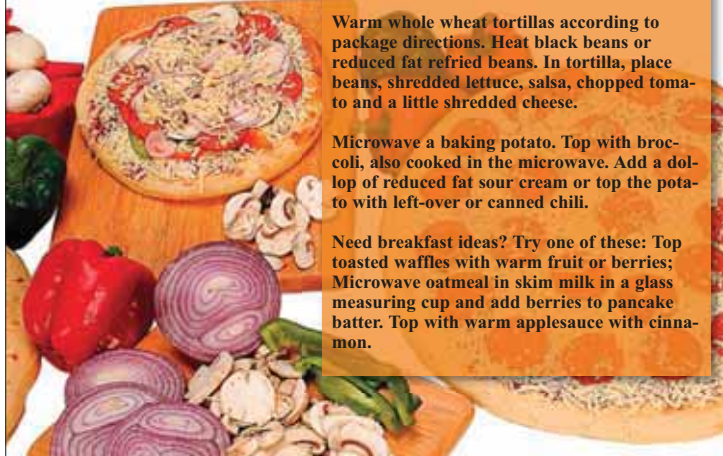 Warm whole wheat tortillas according to
package directions. Heat black beans or
reduced fat refried beans. In tortilla, place
beans, shredded lettuce, salsa, chopped toma-
to and a little shredded cheese.
Microwave a baking potato. Top with broc-
coli, also cooked in the microwave. Add a dol-
lop of reduced fat sour cream or top the pota-
to with left-over or canned chili.
Need breakfast ideas? Try one of these: Top
toasted waffles with warm fruit or berries;
Microwave oatmeal in skim milk in a glass
measuring cup and add berries to pancake
batter. Top with warm applesauce with cinna-
mon.